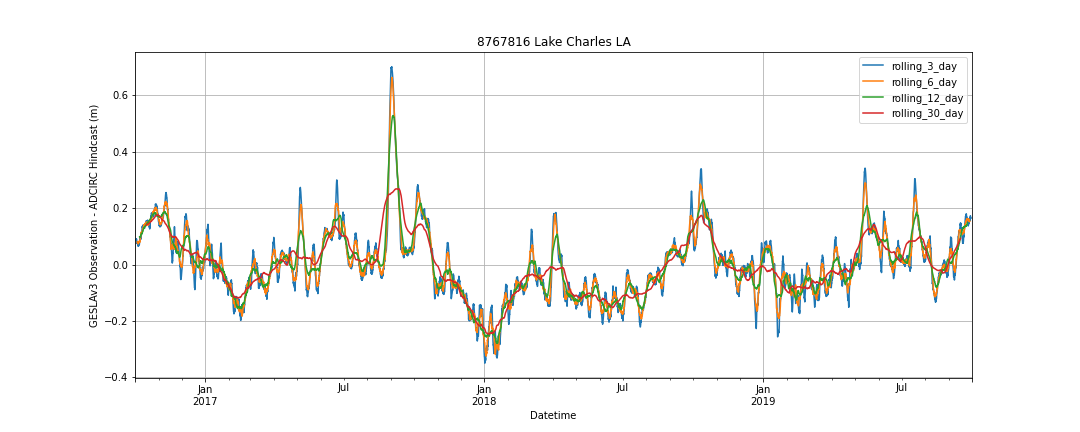 8767816 Lake Charles LA
GESLAv3 Observation - ADCIRC Hindcast (m)
0.6
0.4
0.2
0.0
−0.2
−0.4
rolling_3_day
rolling_6_day
rolling_12_day
rolling_30_day
Jan Jul Jan Jul Jan Jul
2017 2018 2019
Datetime